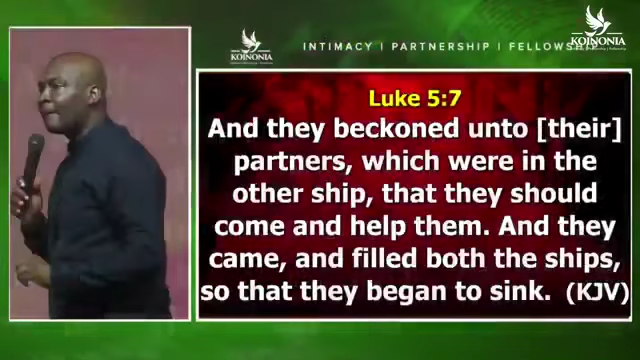 KOINONIA
INTIMACY | PARTNERSHIP | FELLOWSHIP
KOINONIA
Luke 5:7
And they beckoned unto [their]
partners, which were in the
other ship, that they should
come and help them. And they
came, and filled both the ships,
so that they began to sink. (KJV)